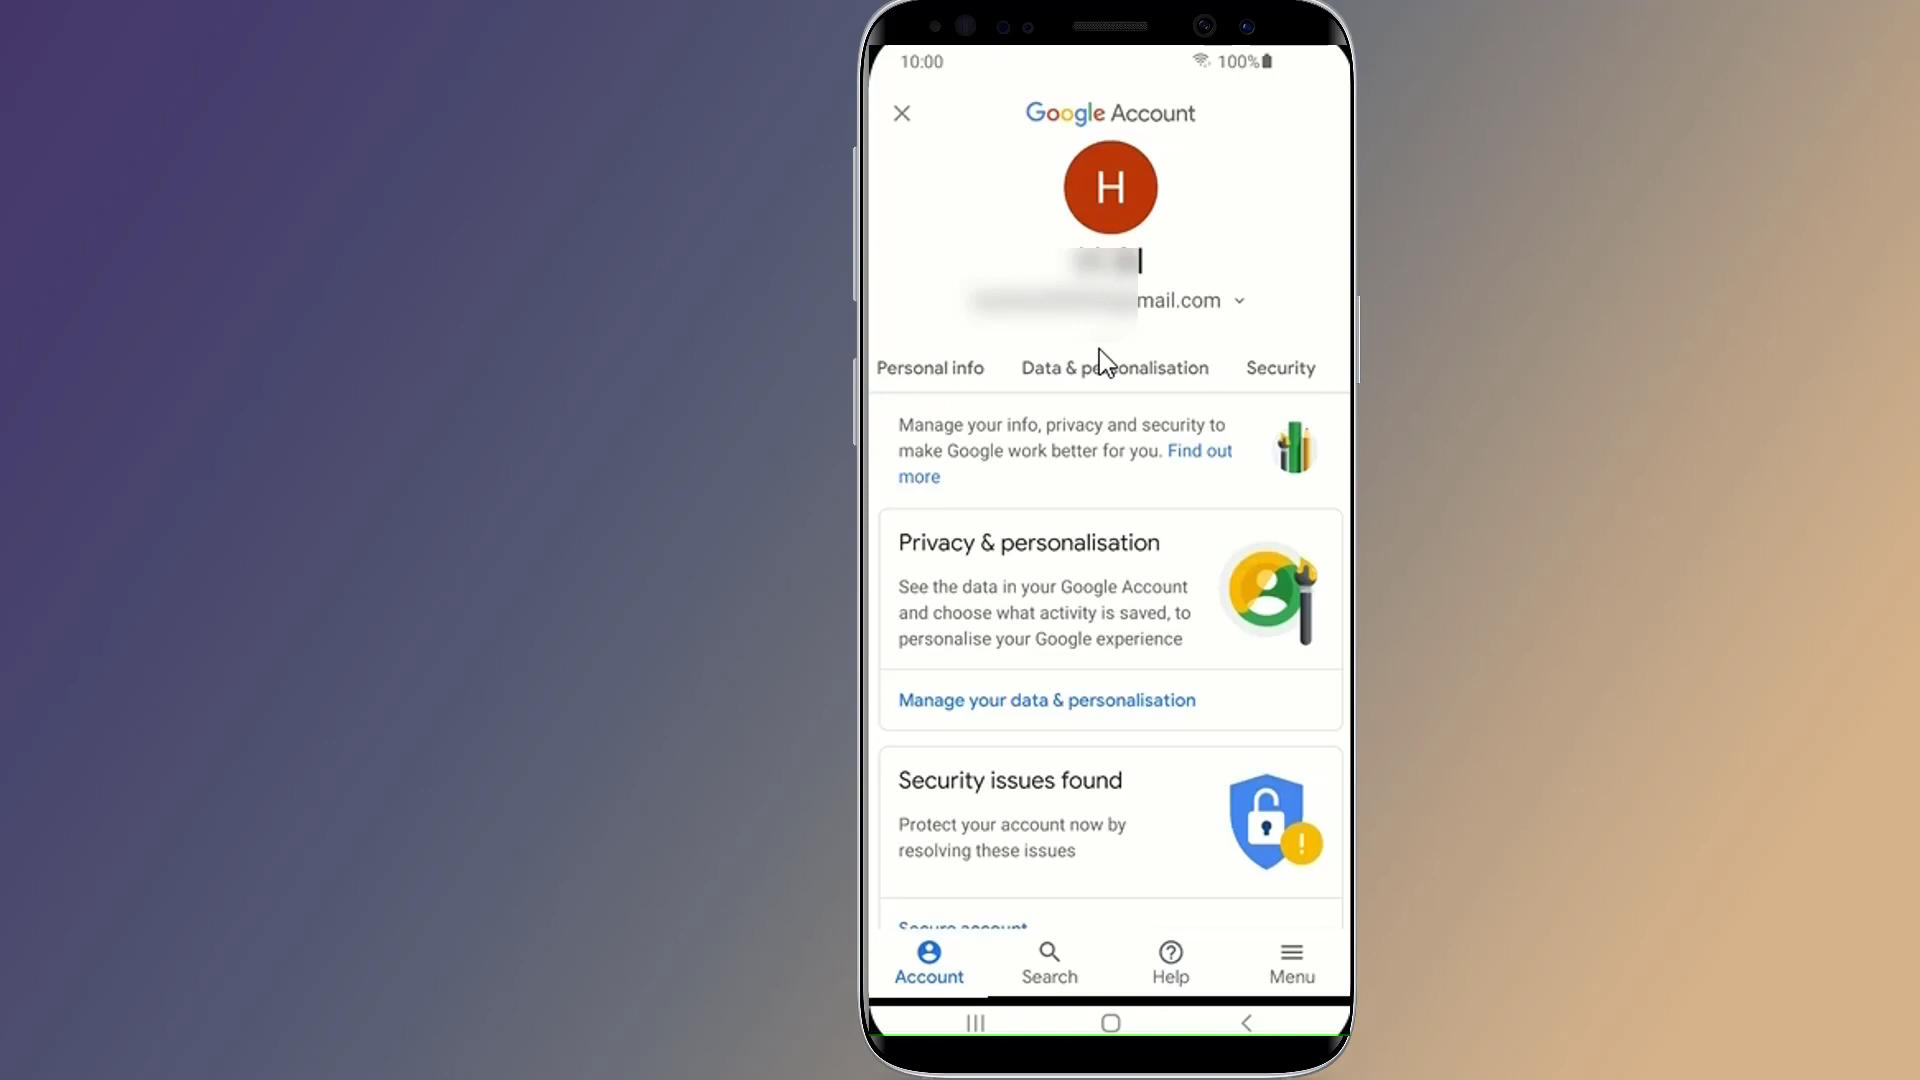 10:00 100%
Google Account
H
mail.com
Personal info Data & personalisation Security
Manage your info, privacy and security to
make Google work better for you. Find out
more
Privacy & personalisation
See the data in your Google Account
and choose what activity is saved, to
personalise your Google experience
Manage your data & personalisation
Security issues found
Protect your account now by
resolving these issues
Secure account
Account Search Help Menu